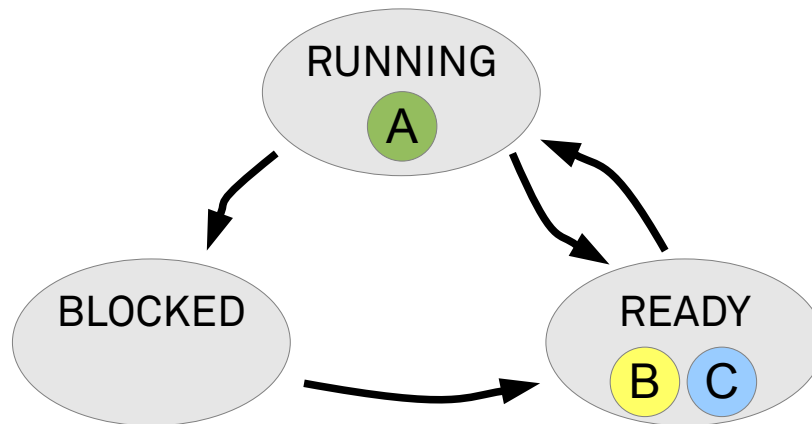 RUNNING
A
BLOCKED
READY
B C